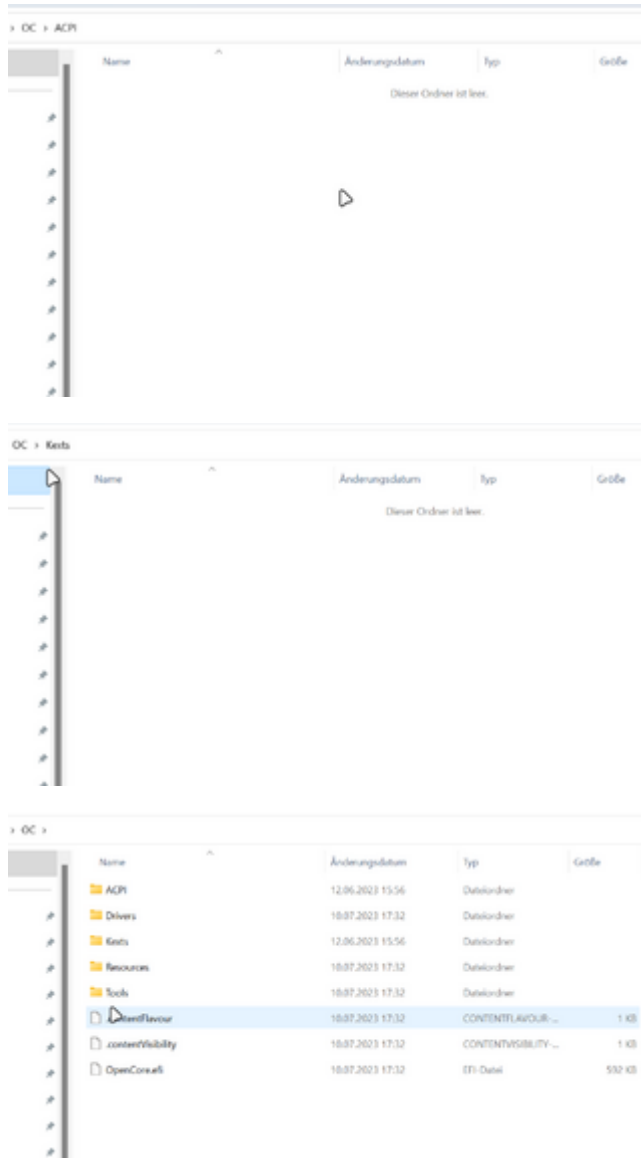 > OC > ACPI
Name Änderungsdatum Typ Größe
Dieser Ordner ist leer.
OC > Kexts
Name Änderungsdatum Typ Größe
Dieser Ordner ist leer.
> OC >
Name Änderungsdatum Typ Größe
ACPI 12.06.2023 15:56 Dateiordner
Drivers 10.07.2023 17:32 Dateiordner
Kexts 12.06.2023 15:56 Dateiordner
Resources 10.07.2023 17:32 Dateiordner
Tools 10.07.2023 17:32 Dateiordner
.contentFlavour 10.07.2023 17:32 CONTENTFLAVOUR-... 1 KB
.contentVisibility 10.07.2023 17:32 CONTENTVISIBILITY-... 1 KB
OpenCore.efi 10.07.2023 17:32 EFI-Datei 592 KB